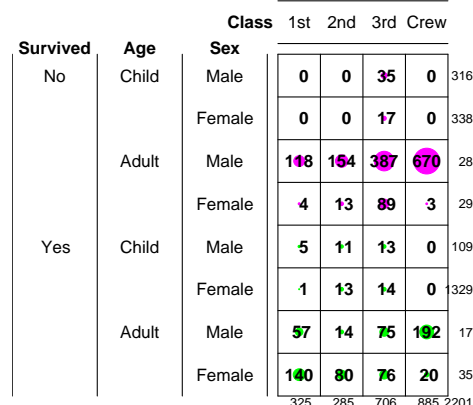 Class 1st 2nd 3rd Crew
Survived Age Sex
No Child Male 0 0 35 0 316
Female 0 0 17 0 338
Adult Male 118 154 387 670 28
Female 4 13 89 3 29
Yes Child Male 5 11 13 0 109
Female 1 13 14 0 1329
Adult Male 57 14 75 192 17
Female 140 80 76 20 35
325 285 706 885 2201